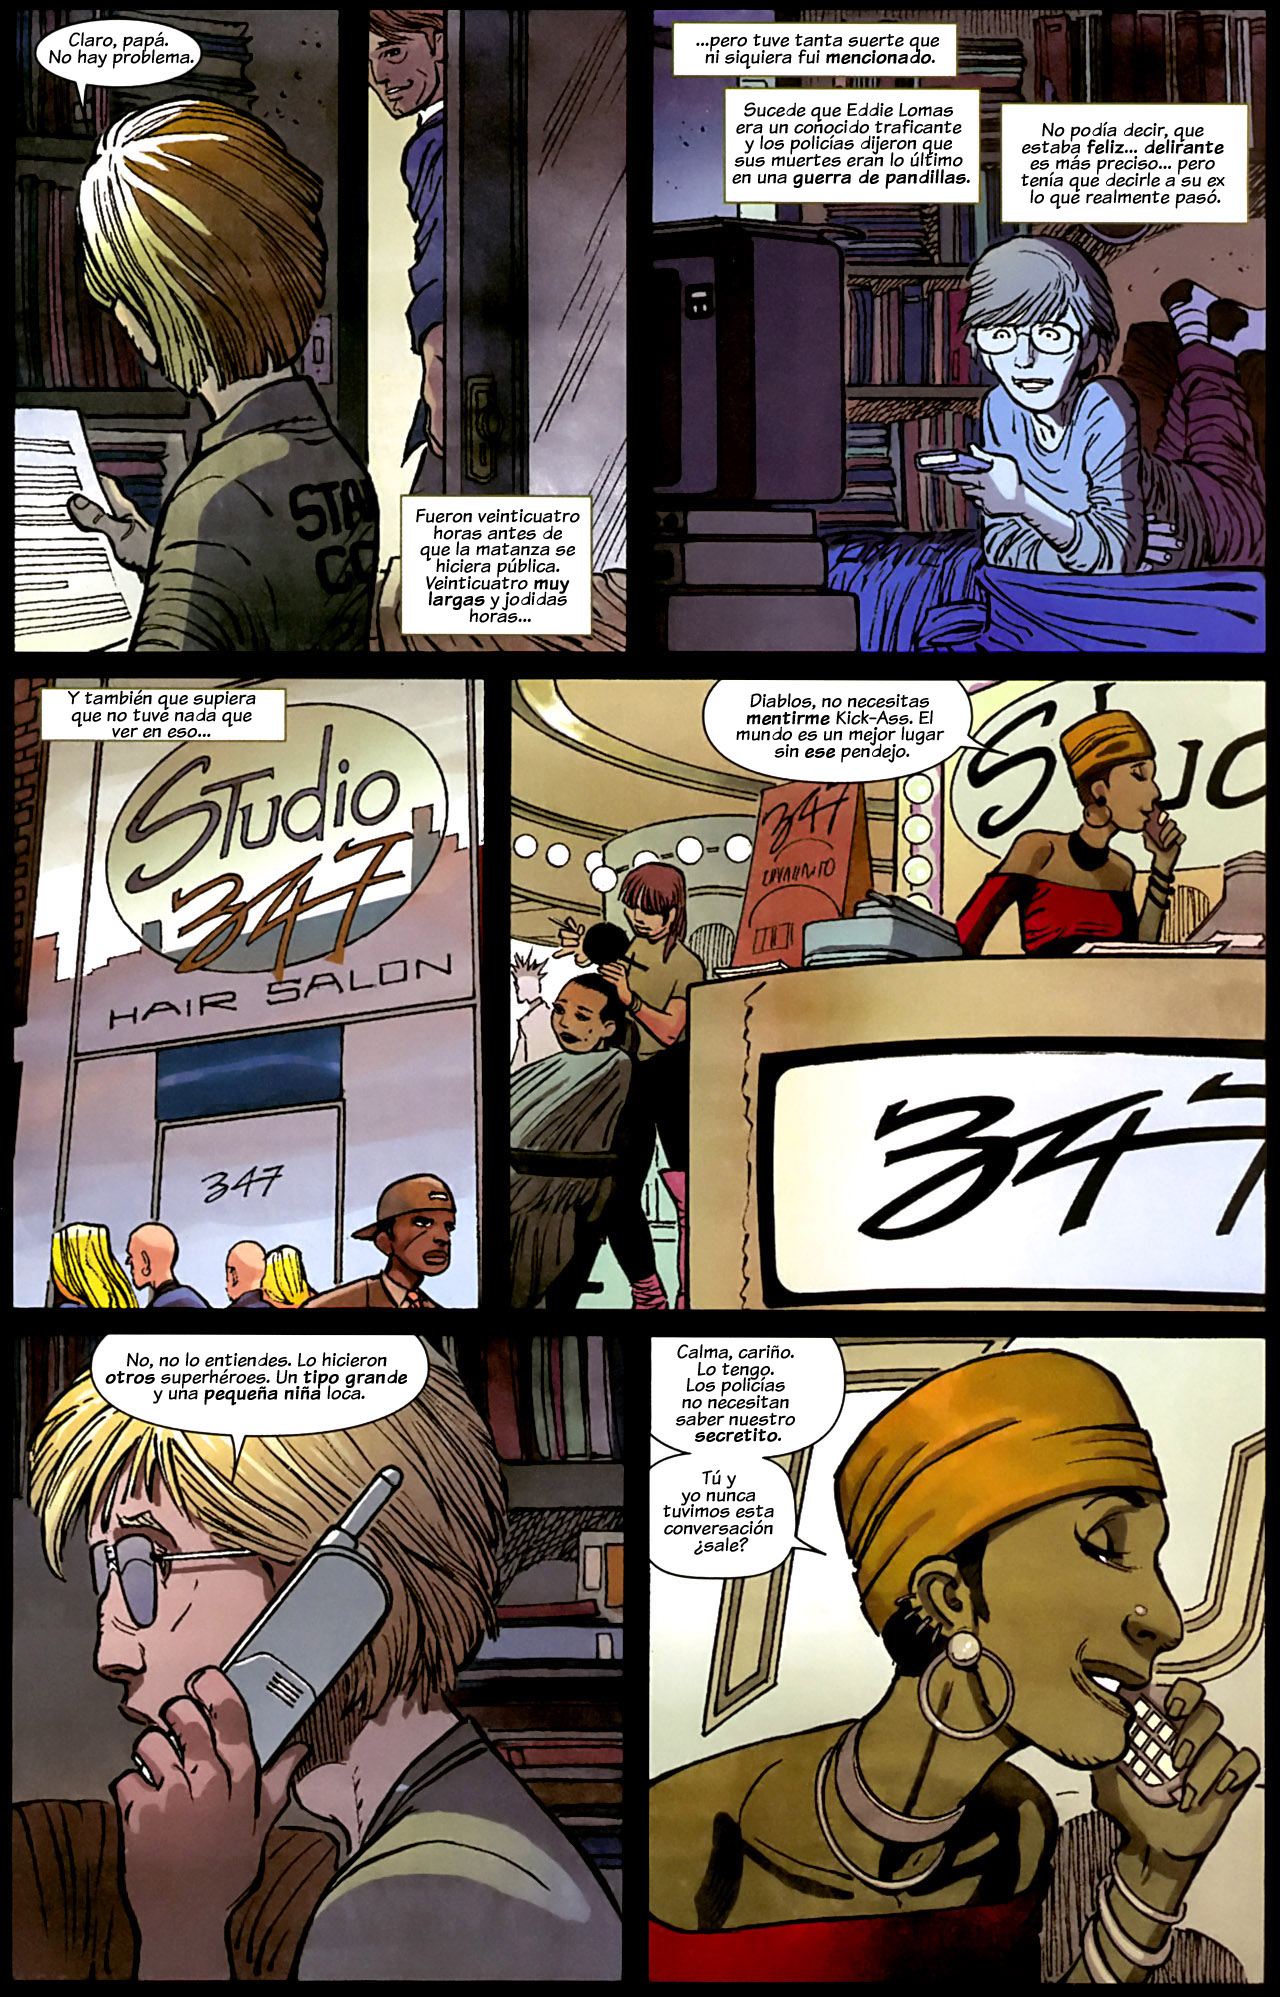 Claro, papá.
No hay problema.
STA
CO
Fueron veinticuatro
horas antes de
que la matanza se
hiciera pública.
Veinticuatro muy
largas y jodidas
horas...
...pero tuve tanta suerte que
ni siquiera fui mencionado.
Sucede que Eddie Lomas
era un conocido traficante
y los policías dijeron que
sus muertes eran lo último
en una guerra de pandillas.
No podía decir, que
estaba feliz... delirante
es más preciso... pero
tenía que decirle a su ex
lo que realmente pasó.
Y también que supiera
que no tuve nada que
ver en eso...
STudio
347
HAIR SALON
347
Diablos, no necesitas
mentirme Kick-Ass. El
mundo es un mejor lugar
sin ese pendejo.
347
347
No, no lo entiendes. Lo hicieron
otros superhéroes. Un tipo grande
y una pequeña niña loca.
Calma, cariño.
Lo tengo.
Los policías
no necesitan
saber nuestro
secretito.
Tú y
yo nunca
tuvimos esta
conversación
¿sale?